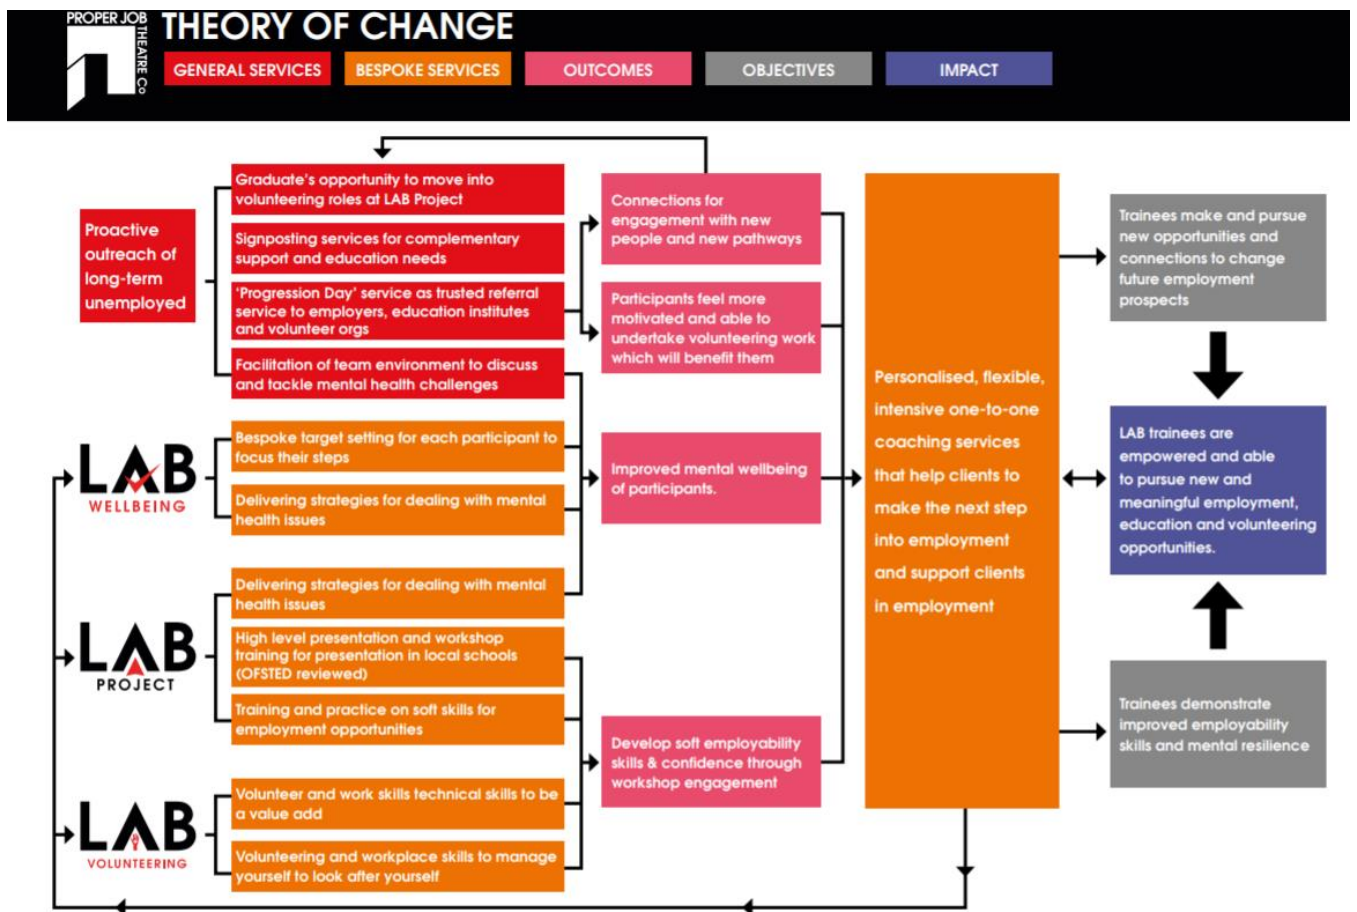 PROPER JOB
THEATRE Co
THEORY OF CHANGE
GENERAL SERVICES
BESPOKE SERVICES
OUTCOMES
OBJECTIVES
IMPACT
Proactive
outreach of
long-term
unemployed
Graduate's opportunity to move into
volunteering roles at LAB Project
Signposting services for complementary
support and education needs
'Progression Day' service as trusted referral
service to employers, education institutes
and volunteer orgs
Facilitation of team environment to discuss
and tackle mental health challenges
LAB
WELLBEING
Bespoke target setting for each participant to
focus their steps
Delivering strategies for dealing with mental
health issues
LAB
PROJECT
Delivering strategies for dealing with mental
health issues
High level presentation and workshop
training for presentation in local schools
(OFSTED reviewed)
Training and practice on soft skills for
employment opportunities
LAB
VOLUNTEERING
Volunteer and work skills technical skills to be
a value add
Volunteering and workplace skills to manage
yourself to look after yourself
Connections for
engagement with new
people and new pathways
Participants feel more
motivated and able to
undertake volunteering work
which will benefit them
Improved mental wellbeing
of participants.
Develop soft employability
skills & confidence through
workshop engagement
Personalised, flexible,
intensive one-to-one
coaching services
that help clients to
make the next step
into employment
and support clients
in employment
Trainees make and pursue
new opportunities and
connections to change
future employment
prospects
LAB trainees are
empowered and able
to pursue new and
meaningful employment,
education and volunteering
opportunities.
Trainees demonstrate
improved employability
skills and mental resilience